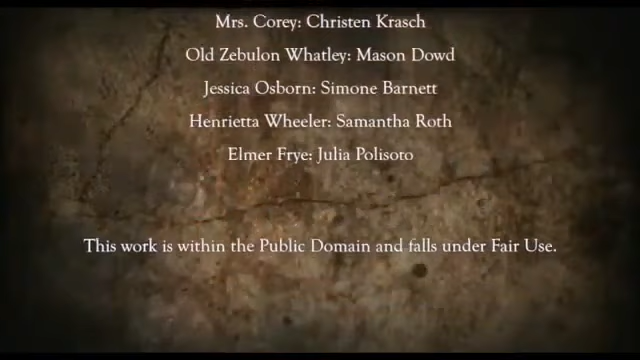 Mrs. Corey: Christen Krasch
Old Zebulon Whatley: Mason Dowd
Jessica Osborn: Simone Barnett
Henrietta Wheeler: Samantha Roth
Elmer Frye: Julia Polisoto
This work is within the Public Domain and falls under Fair Use.